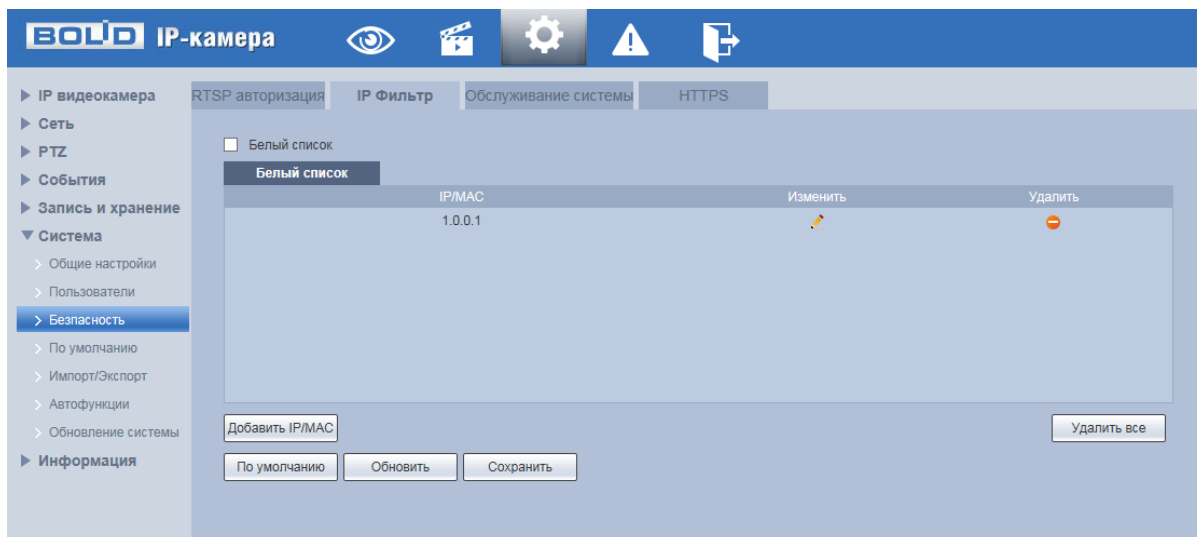 BOLID IP-камера
IP видеокамера
Сеть
PTZ
События
Запись и хранение
Система
Общие настройки
Пользователи
Безпасность
По умолчанию
Импорт/Экспорт
Автофункции
Обновление системы
Информация
RTSP авторизация IP Фильтр Обслуживание системы HTTPS
Белый список
Белый список
IP/MAC Изменить Удалить
1.0.0.1
Добавить IP/MAC Удалить все
По умолчанию Обновить Сохранить